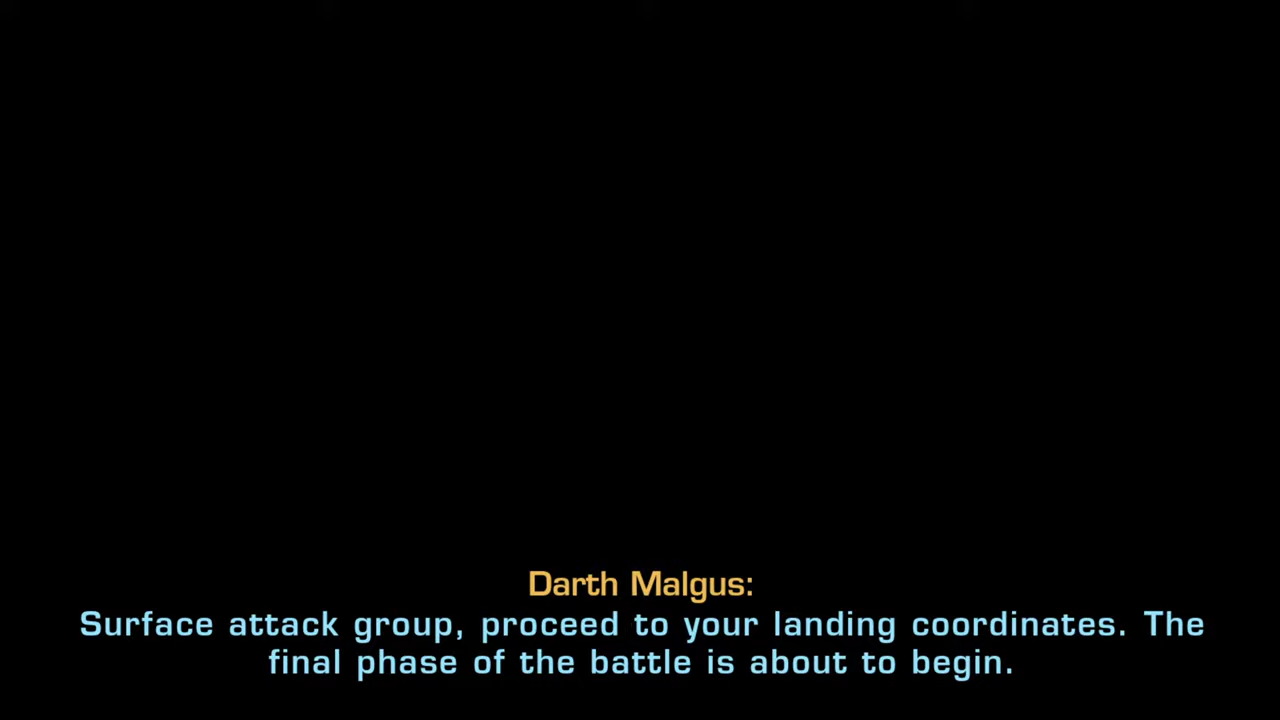 Darth Malgus:
Surface attack group, proceed to your landing coordinates. The
final phase of the battle is about to begin.